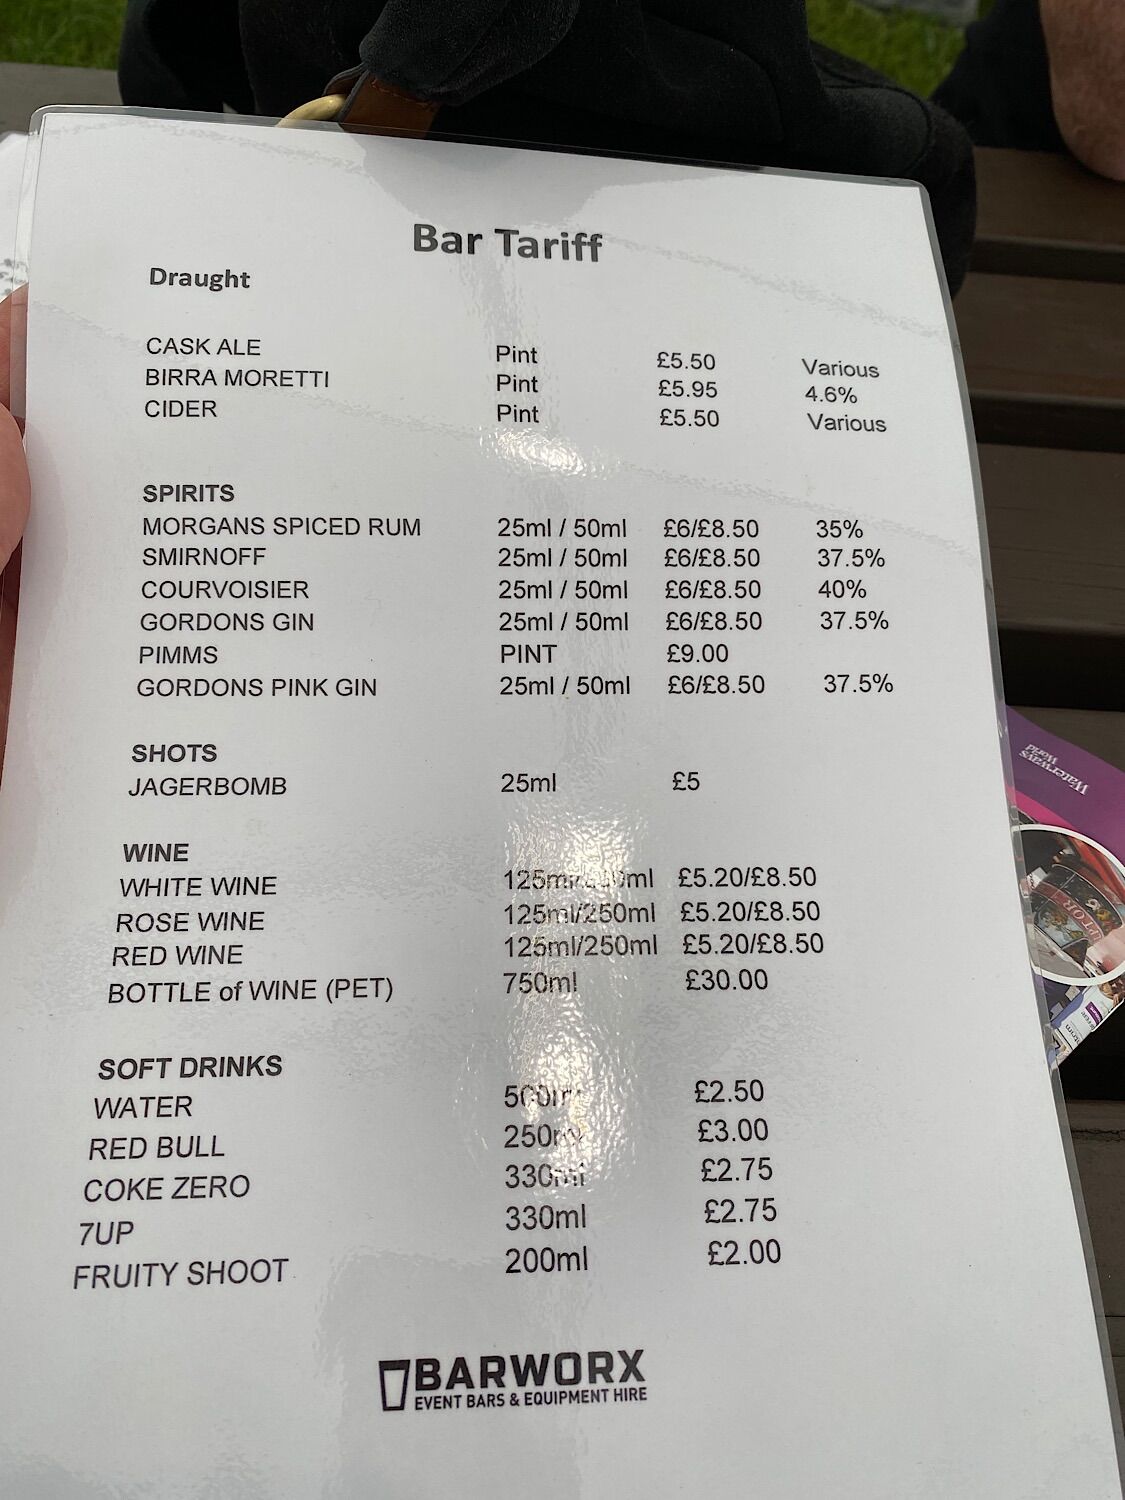 Bar Tariff
Draught
CASK ALE Pint £5.50 Various
BIRRA MORETTI Pint £5.95 4.6%
CIDER Pint £5.50 Various
SPIRITS
MORGANS SPICED RUM 25ml / 50ml £6/£8.50 35%
SMIRNOFF 25ml / 50ml £6/£8.50 37.5%
COURVOISIER 25ml / 50ml £6/£8.50 40%
GORDONS GIN 25ml / 50ml £6/£8.50 37.5%
PIMMS PINT £9.00
GORDONS PINK GIN 25ml / 50ml £6/£8.50 37.5%
SHOTS
JAGERBOMB 25ml £5
WINE
WHITE WINE £5.20/£8.50
ROSE WINE 125ml/250ml £5.20/£8.50
RED WINE 125ml/250ml £5.20/£8.50
BOTTLE of WINE (PET) 750ml £30.00
SOFT DRINKS
WATER 500ml £2.50
RED BULL 250ml £3.00
COKE ZERO 330ml £2.75
7UP 330ml £2.75
FRUITY SHOOT 200ml £2.00
BARWORX
EVENT BARS & EQUIPMENT HIRE
Waterways
World